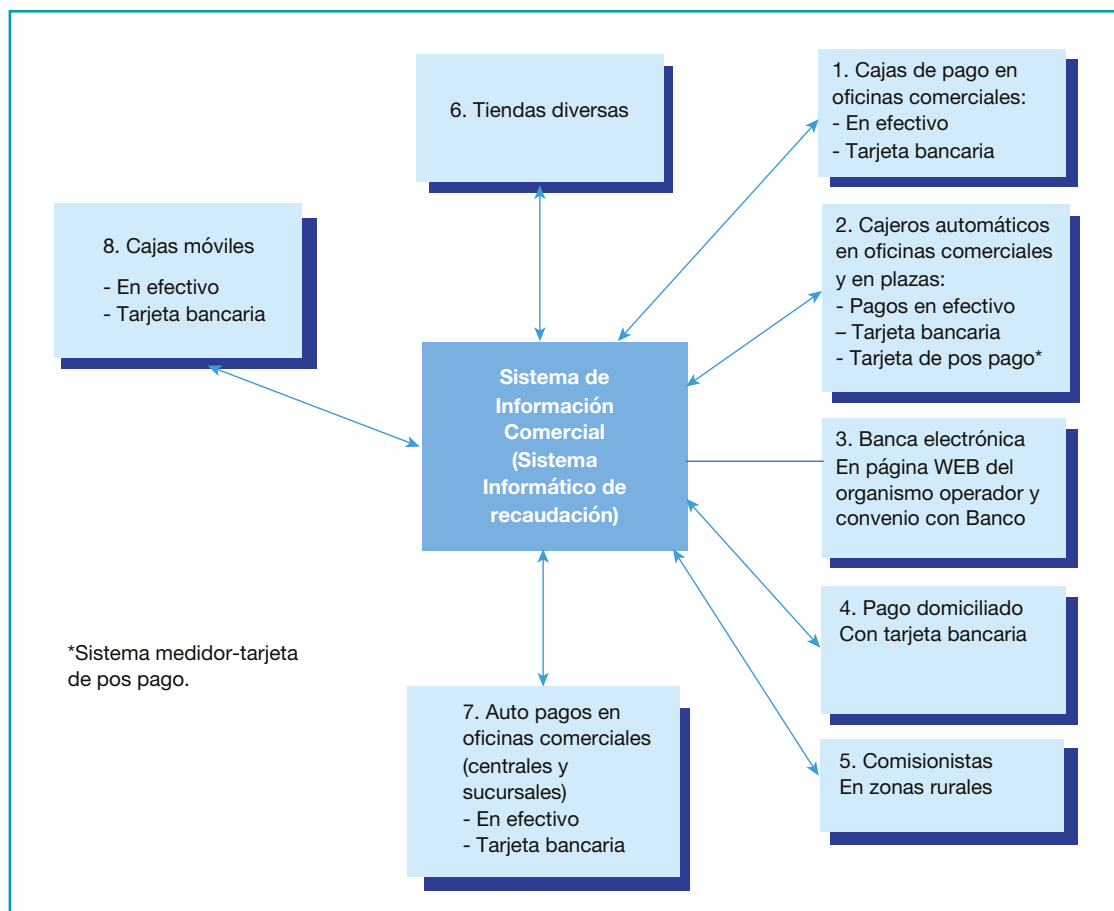 1. Cajas de pago en
oficinas comerciales:
- En efectivo
- Tarjeta bancaria
6. Tiendas diversas
2. Cajeros automáticos
en oficinas comerciales
y en plazas:
- Pagos en efectivo
– Tarjeta bancaria
- Tarjeta de pos pago*
8. Cajas móviles
- En efectivo
- Tarjeta bancaria
Sistema de
Información
Comercial
(Sistema
Informático de
recaudación)
3. Banca electrónica
En página WEB del
organismo operador y
convenio con Banco
4. Pago domiciliado
Con tarjeta bancaria
*Sistema medidor-tarjeta
de pos pago.
7. Auto pagos en
oficinas comerciales
(centrales y
sucursales)
- En efectivo
- Tarjeta bancaria
5. Comisionistas
En zonas rurales